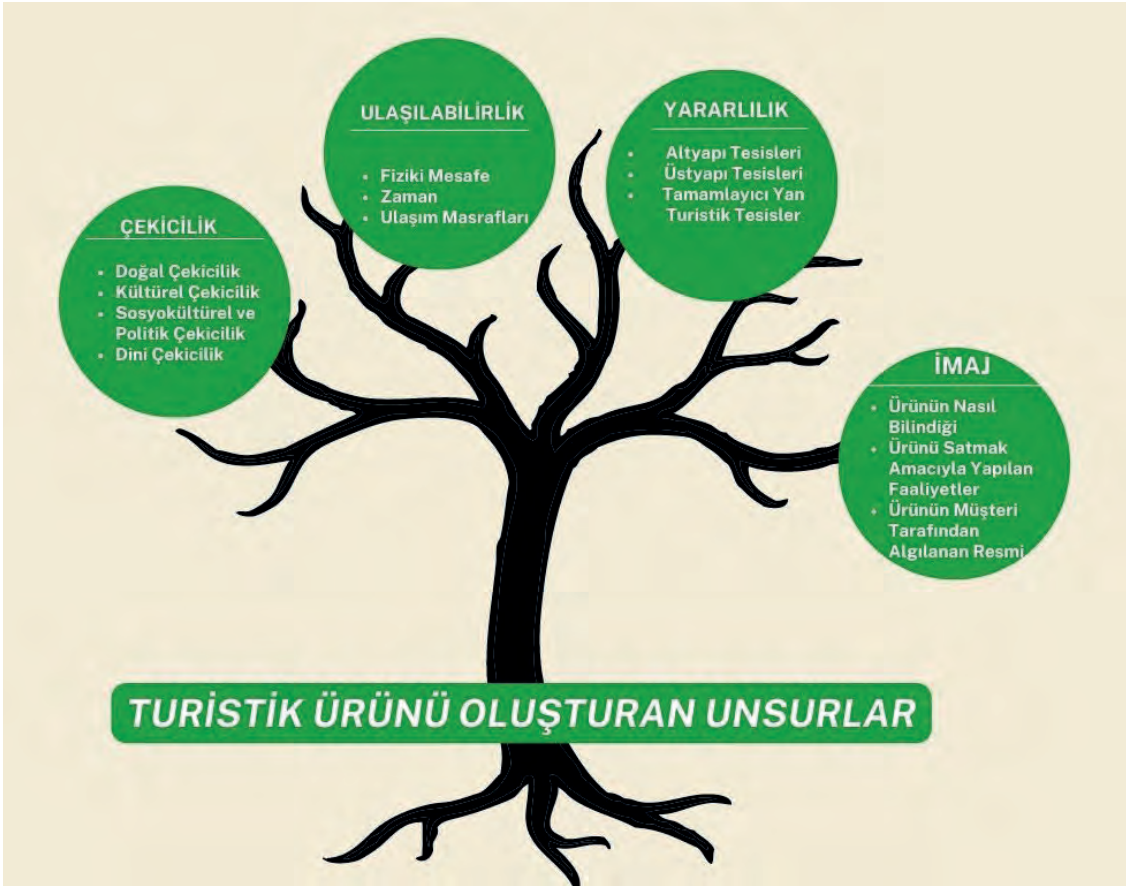 ÇEKİCİLİK
• Doğal Çekicilik
• Kültürel Çekicilik
• Sosyokültürel ve
Politik Çekicilik
• Dini Çekicilik
ULAŞILABİLİRLİK
• Fiziki Mesafe
• Zaman
• Ulaşım Masrafları
YARARLILIK
• Altyapı Tesisleri
• Üstyapı Tesisleri
• Tamamlayıcı Yan
Turistik Tesisler
İMAJ
• Ürünün Nasıl
Bilindiği
• Ürünü Satmak
Amacıyla Yapılan
Faaliyetler
• Ürünün Müşteri
Tarafından
Algılanan Resmi
TURİSTİK ÜRÜNÜ OLUŞTURAN UNSURLAR